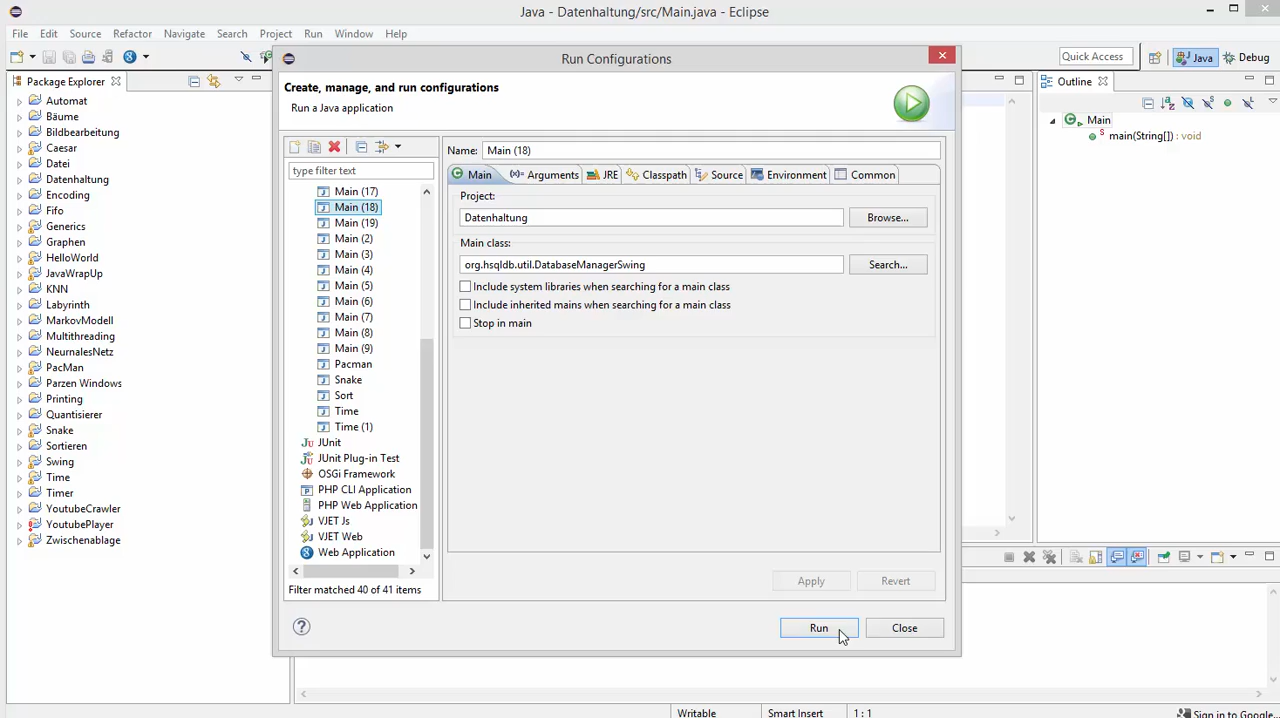 Java - Datenhaltung/src/Main.java - Eclipse
File Edit Source Refactor Navigate Search Project Run Window Help
Quick Access
Java
Debug
Package Explorer
Automat
Bäume
Bildbearbeitung
Caesar
Datei
Datenhaltung
Encoding
Fifo
Generics
Graphen
HelloWorld
JavaWrapUp
KNN
Labyrinth
MarkovModell
Multithreading
NeurnalesNetz
PacMan
Parzen Windows
Printing
Quantisierer
Snake
Sortieren
Swing
Time
Timer
YoutubeCrawler
YoutubePlayer
Zwischenablage
Run Configurations
Create, manage, and run configurations
Run a Java application
type filter text
Main (17)
Main (18)
Main (19)
Main (2)
Main (3)
Main (4)
Main (5)
Main (6)
Main (7)
Main (8)
Main (9)
Pacman
Snake
Sort
Time
Time (1)
JUnit
JUnit Plug-in Test
OSGi Framework
PHP CLI Application
PHP Web Application
VJET Js
VJET Web
Web Application
Filter matched 40 of 41 items
Name: Main (18)
Main Arguments JRE Classpath Source Environment Common
Project:
Datenhaltung Browse...
Main class:
org.hsqldb.util.DatabaseManagerSwing Search...
Include system libraries when searching for a main class
Include inherited mains when searching for a main class
Stop in main
Apply Revert
Run Close
Outline
Main
main(String[]) : void
Writable Smart Insert 1 : 1 Sign in to Google...